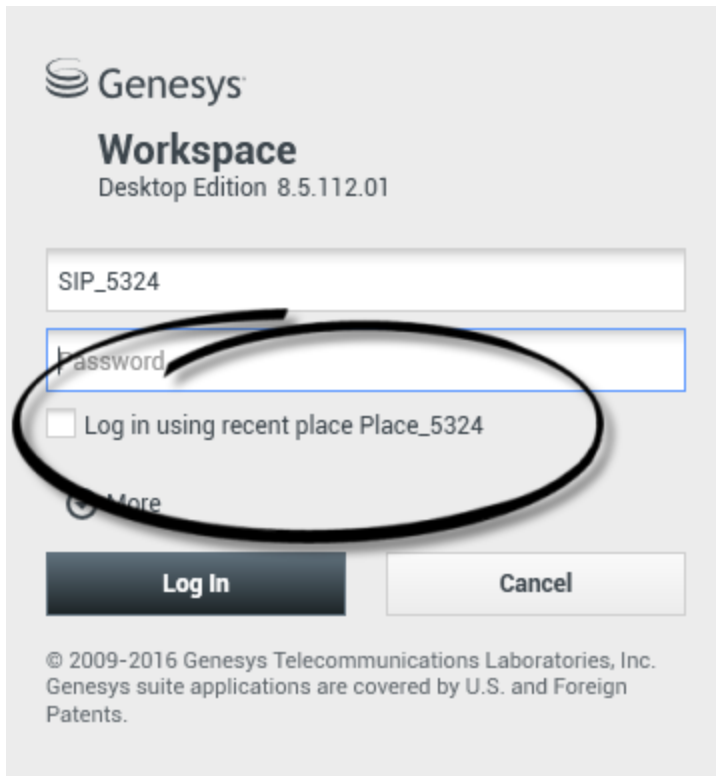 Genesys
Workspace
Desktop Edition 8.5.112.01
SIP_5324
Password
Log in using recent place Place_5324
More
Log In
Cancel
© 2009-2016 Genesys Telecommunications Laboratories, Inc.
Genesys suite applications are covered by U.S. and Foreign
Patents.